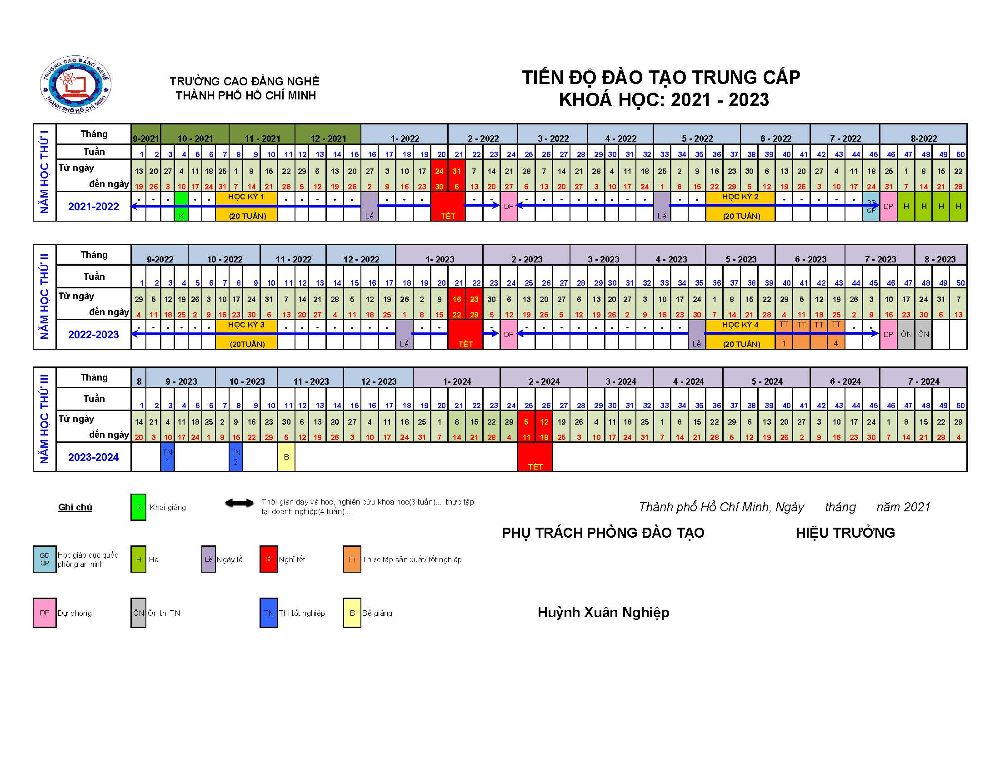 TRƯỜNG CAO ĐẲNG NGHỀ
THÀNH PHỐ HỒ CHÍ MINH
TRƯỜNG CAO ĐẲNG NGHỀ
THÀNH PHỐ HỒ CHÍ MINH
TIẾN ĐỘ ĐÀO TẠO TRUNG CẤP
KHOÁ HỌC: 2021 - 2023
NĂM HỌC THỨ I
Tháng 9-2021 10 - 2021 11 - 2021 12 - 2021 1- 2022 2 - 2022 3 - 2022 4 - 2022 5 - 2022 6 - 2022 7 - 2022 8-2022
Tuần 1 2 3 4 5 6 7 8 9 10 11 12 13 14 15 16 17 18 19 20 21 22 23 24 25 26 27 28 29 30 31 32 33 34 35 36 37 38 39 40 41 42 43 44 45 46 47 48 49 50
Từ ngày 13 20 27 4 11 18 25 1 8 15 22 29 6 13 20 27 3 10 17 24 31 7 14 21 28 7 14 21 28 4 11 18 25 2 9 16 23 30 6 13 20 27 4 11 18 25 1 8 15 22
đến ngày 19 26 3 10 17 24 31 7 14 21 28 5 12 19 26 2 9 16 23 30 6 13 20 27 6 13 20 27 3 10 17 24 1 8 15 22 29 5 12 19 26 3 10 17 24 31 7 14 21 28
* * * * * HỌC KỲ 1 * * * * * * * * * * * * * * * * * * * * * HỌC KỲ 2 * * * * *
2021-2022 K (20 TUẦN) Lễ TẾT DP Lễ (20 TUẦN) GD QP DP H H H H
NĂM HỌC THỨ II
Tháng 9-2022 10 - 2022 11 - 2022 12 - 2022 1- 2023 2 - 2023 3 - 2023 4 - 2023 5 - 2023 6 - 2023 7 - 2023 8 - 2023
Tuần 1 2 3 4 5 6 7 8 9 10 11 12 13 14 15 16 17 18 19 20 21 22 23 24 25 26 27 28 29 30 31 32 33 34 35 36 37 38 39 40 41 42 43 44 45 46 47 48 49 50
Từ ngày 29 5 12 19 26 3 10 17 24 31 7 14 21 28 5 12 19 26 2 9 16 23 30 6 13 20 27 6 13 20 27 3 10 17 24 1 8 15 22 29 5 12 19 26 3 10 17 24 31 7
đến ngày 4 11 18 25 2 9 16 23 30 6 13 20 27 4 11 18 25 1 8 15 22 29 5 12 19 26 5 12 19 26 2 9 16 23 30 7 14 21 28 4 11 18 25 2 9 16 23 30 6 13
* * * * * * HỌC KỲ 3 * * * * * * * * * * * * * * * * * * * * HỌC KỲ 4 TT TT TT TT * *
2022-2023 (20TUẦN) Lễ TẾT DP Lễ (20 TUẦN) 1 4 DP ÔN ÔN
NĂM HỌC THỨ III
Tháng 8 9 - 2023 10 - 2023 11 - 2023 12 - 2023 1- 2024 2 - 2024 3 - 2024 4 - 2024 5 - 2024 6 - 2024 7 - 2024
Tuần 1 2 3 4 5 6 7 8 9 10 11 12 13 14 15 16 17 18 19 20 21 22 23 24 25 26 27 28 29 30 31 32 33 34 35 36 37 38 39 40 41 42 43 44 45 46 47 48 49 50
Từ ngày 14 21 4 11 18 25 2 9 16 23 30 6 13 20 27 4 11 18 25 1 8 15 22 29 5 12 19 26 4 11 18 25 1 8 15 22 29 6 13 20 27 3 10 17 24 1 8 15 22 29
đến ngày 20 3 10 17 24 1 8 15 22 29 5 12 19 26 3 10 17 24 31 7 14 21 28 4 11 18 25 3 10 17 24 31 7 14 21 28 5 12 19 26 2 9 16 23 30 7 14 21 28 4
2023-2024 TN 1 TN 2 B TẾT
Ghi chú K Khai giảng Thời gian dạy và học, nghiên cứu khoa học(8 tuần)..., thực tập
tại doanh nghiệp(4 tuần)...
Thành phố Hồ Chí Minh, Ngày tháng năm 2021
PHỤ TRÁCH PHÒNG ĐÀO TẠO HIỆU TRƯỞNG
GD QP Học giáo dục quốc
phòng an ninh
H Hè Lễ Ngày lễ TẾT Nghỉ tết TT Thực tập sản xuất/ tốt nghiệp
DP Dự phòng ÔN Ôn thi TN TN Thi tốt nghiệp B Bế giảng
Huỳnh Xuân Nghiệp